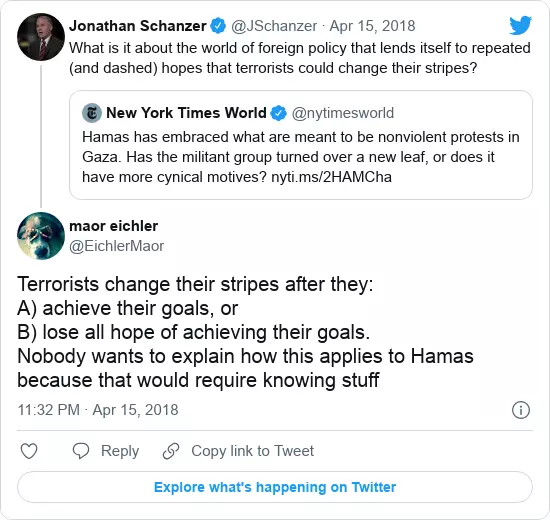 Jonathan Schanzer @JSchanzer · Apr 15, 2018
What is it about the world of foreign policy that lends itself to repeated
(and dashed) hopes that terrorists could change their stripes?
New York Times World @nytimesworld
Hamas has embraced what are meant to be nonviolent protests in
Gaza. Has the militant group turned over a new leaf, or does it
have more cynical motives? nyti.ms/2HAMCha
maor eichler
@EichlerMaor
Terrorists change their stripes after they:
A) achieve their goals, or
B) lose all hope of achieving their goals.
Nobody wants to explain how this applies to Hamas
because that would require knowing stuff
11:32 PM · Apr 15, 2018
Reply Copy link to Tweet
Explore what's happening on Twitter